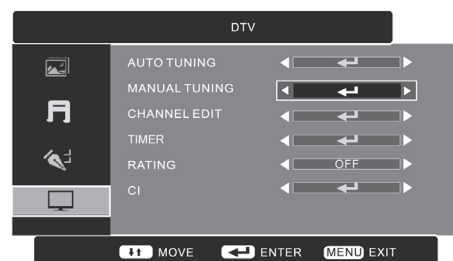 DTV
AUTO TUNING
MANUAL TUNING
CHANNEL EDIT
TIMER
RATING OFF
CI
MOVE ENTER MENU EXIT